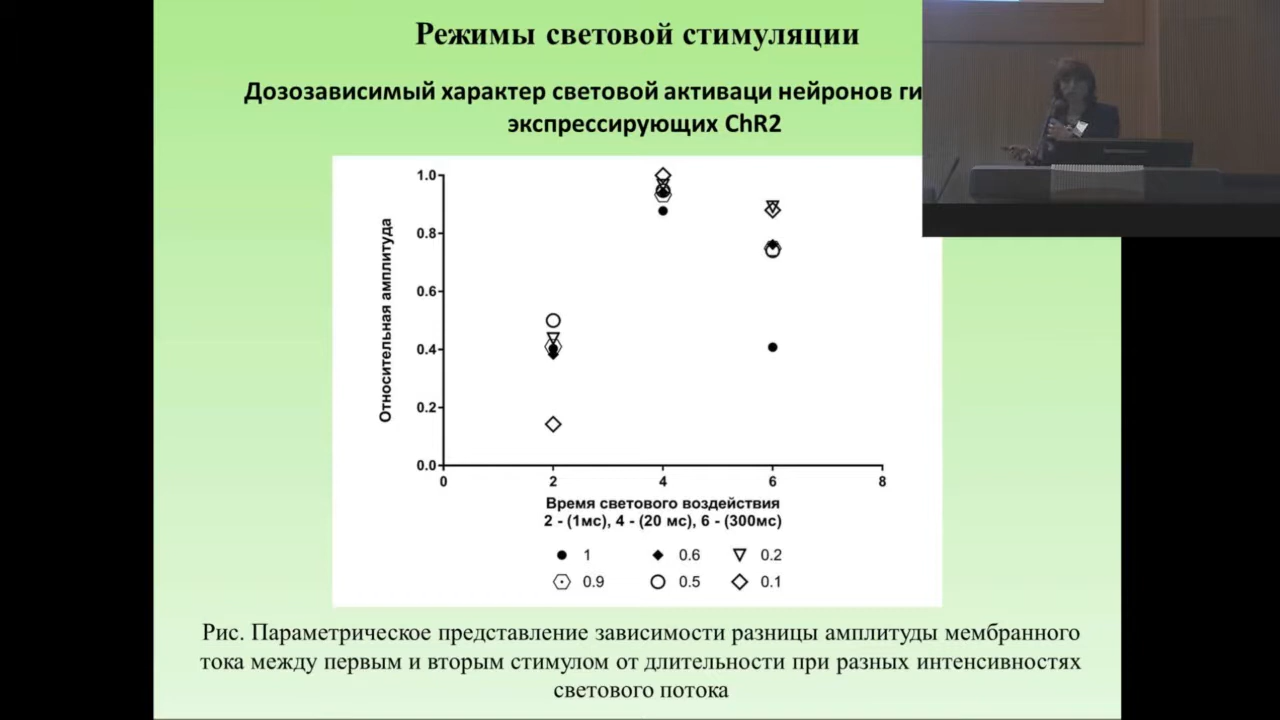 Режимы световой стимуляции
Дозозависимый характер световой активаци нейронов
экспрессирующих ChR2
1.0
0.8
0.6
0.4
0.2
0.0
Относительная амплитуда
0 2 4 6 8
Время светового воздействия
2 - (1мс), 4 - (20 мс), 6 - (300мс)
1 0.6 0.2
0.9 0.5 0.1
Рис. Параметрическое представление зависимости разницы амплитуды мембранного
тока между первым и вторым стимулом от длительности при разных интенсивностях
светового потока